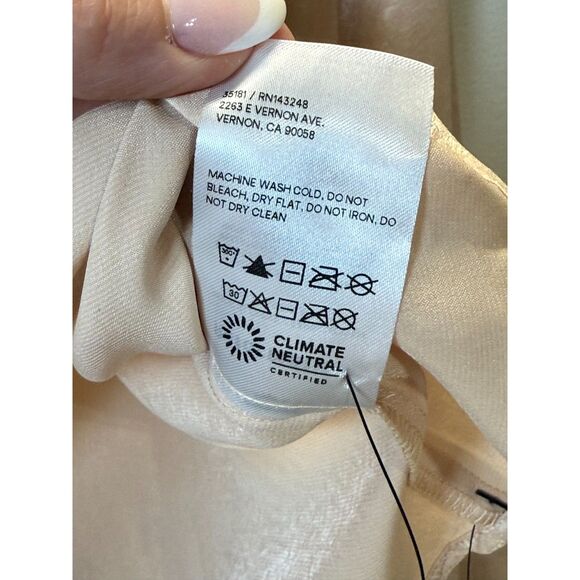 35181 / RN143248
2263 E VERNON AVE.
VERNON, CA 90058
MACHINE WASH COLD, DO NOT
BLEACH, DRY FLAT, DO NOT IRON, DO
NOT DRY CLEAN
30
CLIMATE
NEUTRAL
CERTIFIED